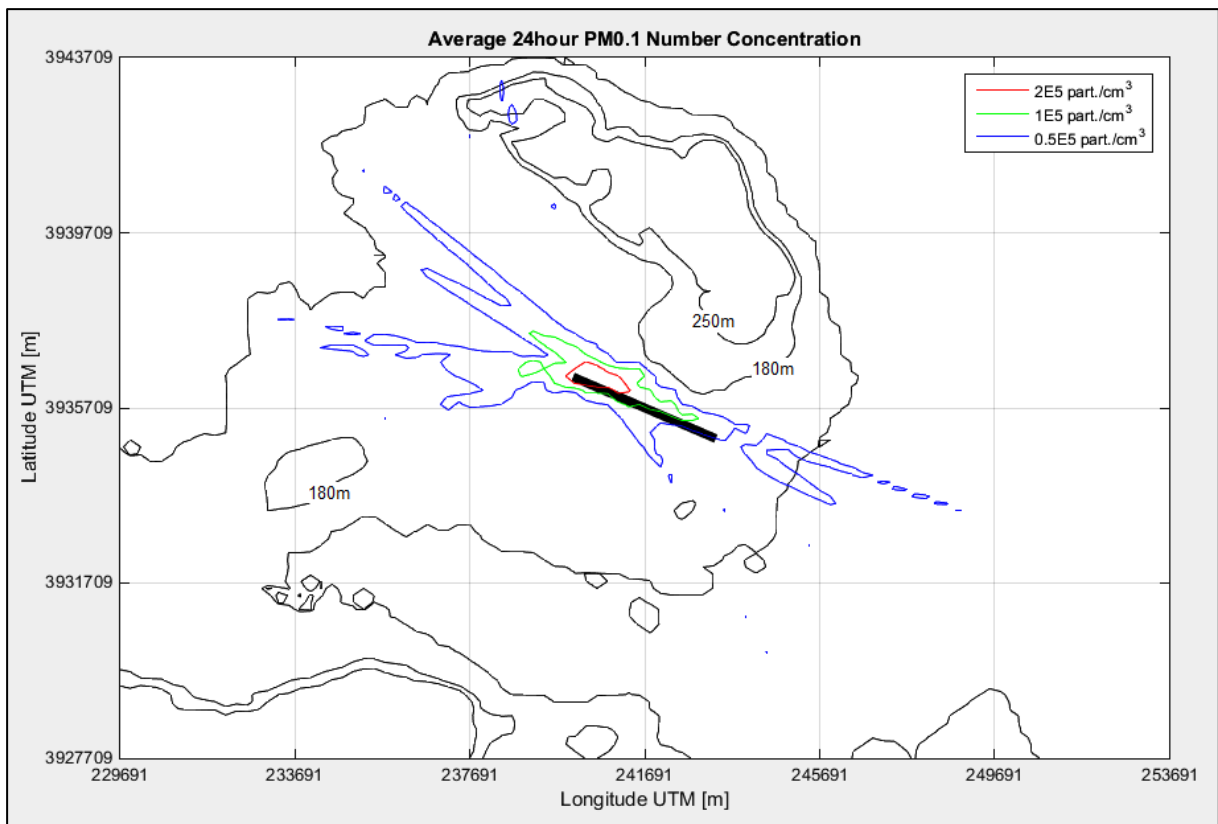 Average 24hour PM0.1 Number Concentration
2E5 part./cm³
1E5 part./cm³
0.5E5 part./cm³
3943709
3939709
3935709
3931709
3927709
Latitude UTM [m]
250m
180m
180m
229691
233691
237691
241691
245691
249691
253691
Longitude UTM [m]